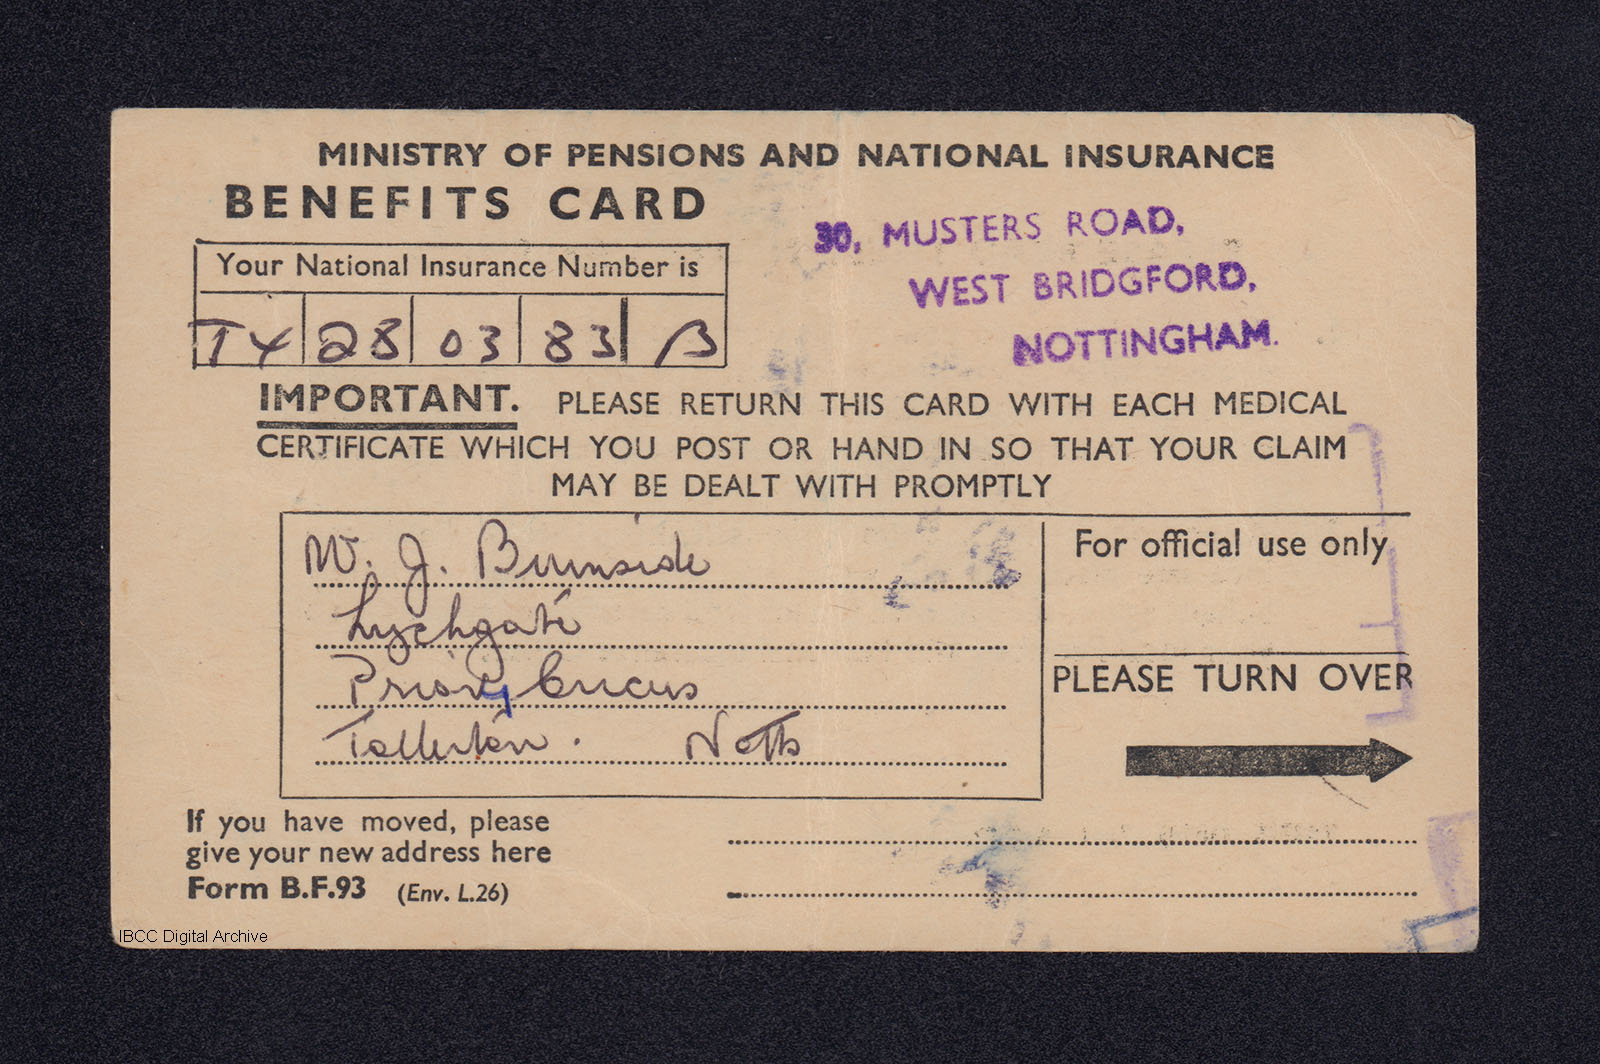 MINISTRY OF PENSIONS AND NATIONAL INSURANCE
BENEFITS CARD
30, MUSTERS ROAD,
WEST BRIDGFORD,
NOTTINGHAM.
Your National Insurance Number is
TY 28 03 83 B
IMPORTANT. PLEASE RETURN THIS CARD WITH EACH MEDICAL
CERTIFICATE WHICH YOU POST OR HAND IN SO THAT YOUR CLAIM
MAY BE DEALT WITH PROMPTLY
W. J. Burnside
Lychgate
Priory Circus
Tollerton. Notts
For official use only
PLEASE TURN OVER
If you have moved, please
give your new address here
Form B.F.93 (Env. L.26)
IBCC Digital Archive